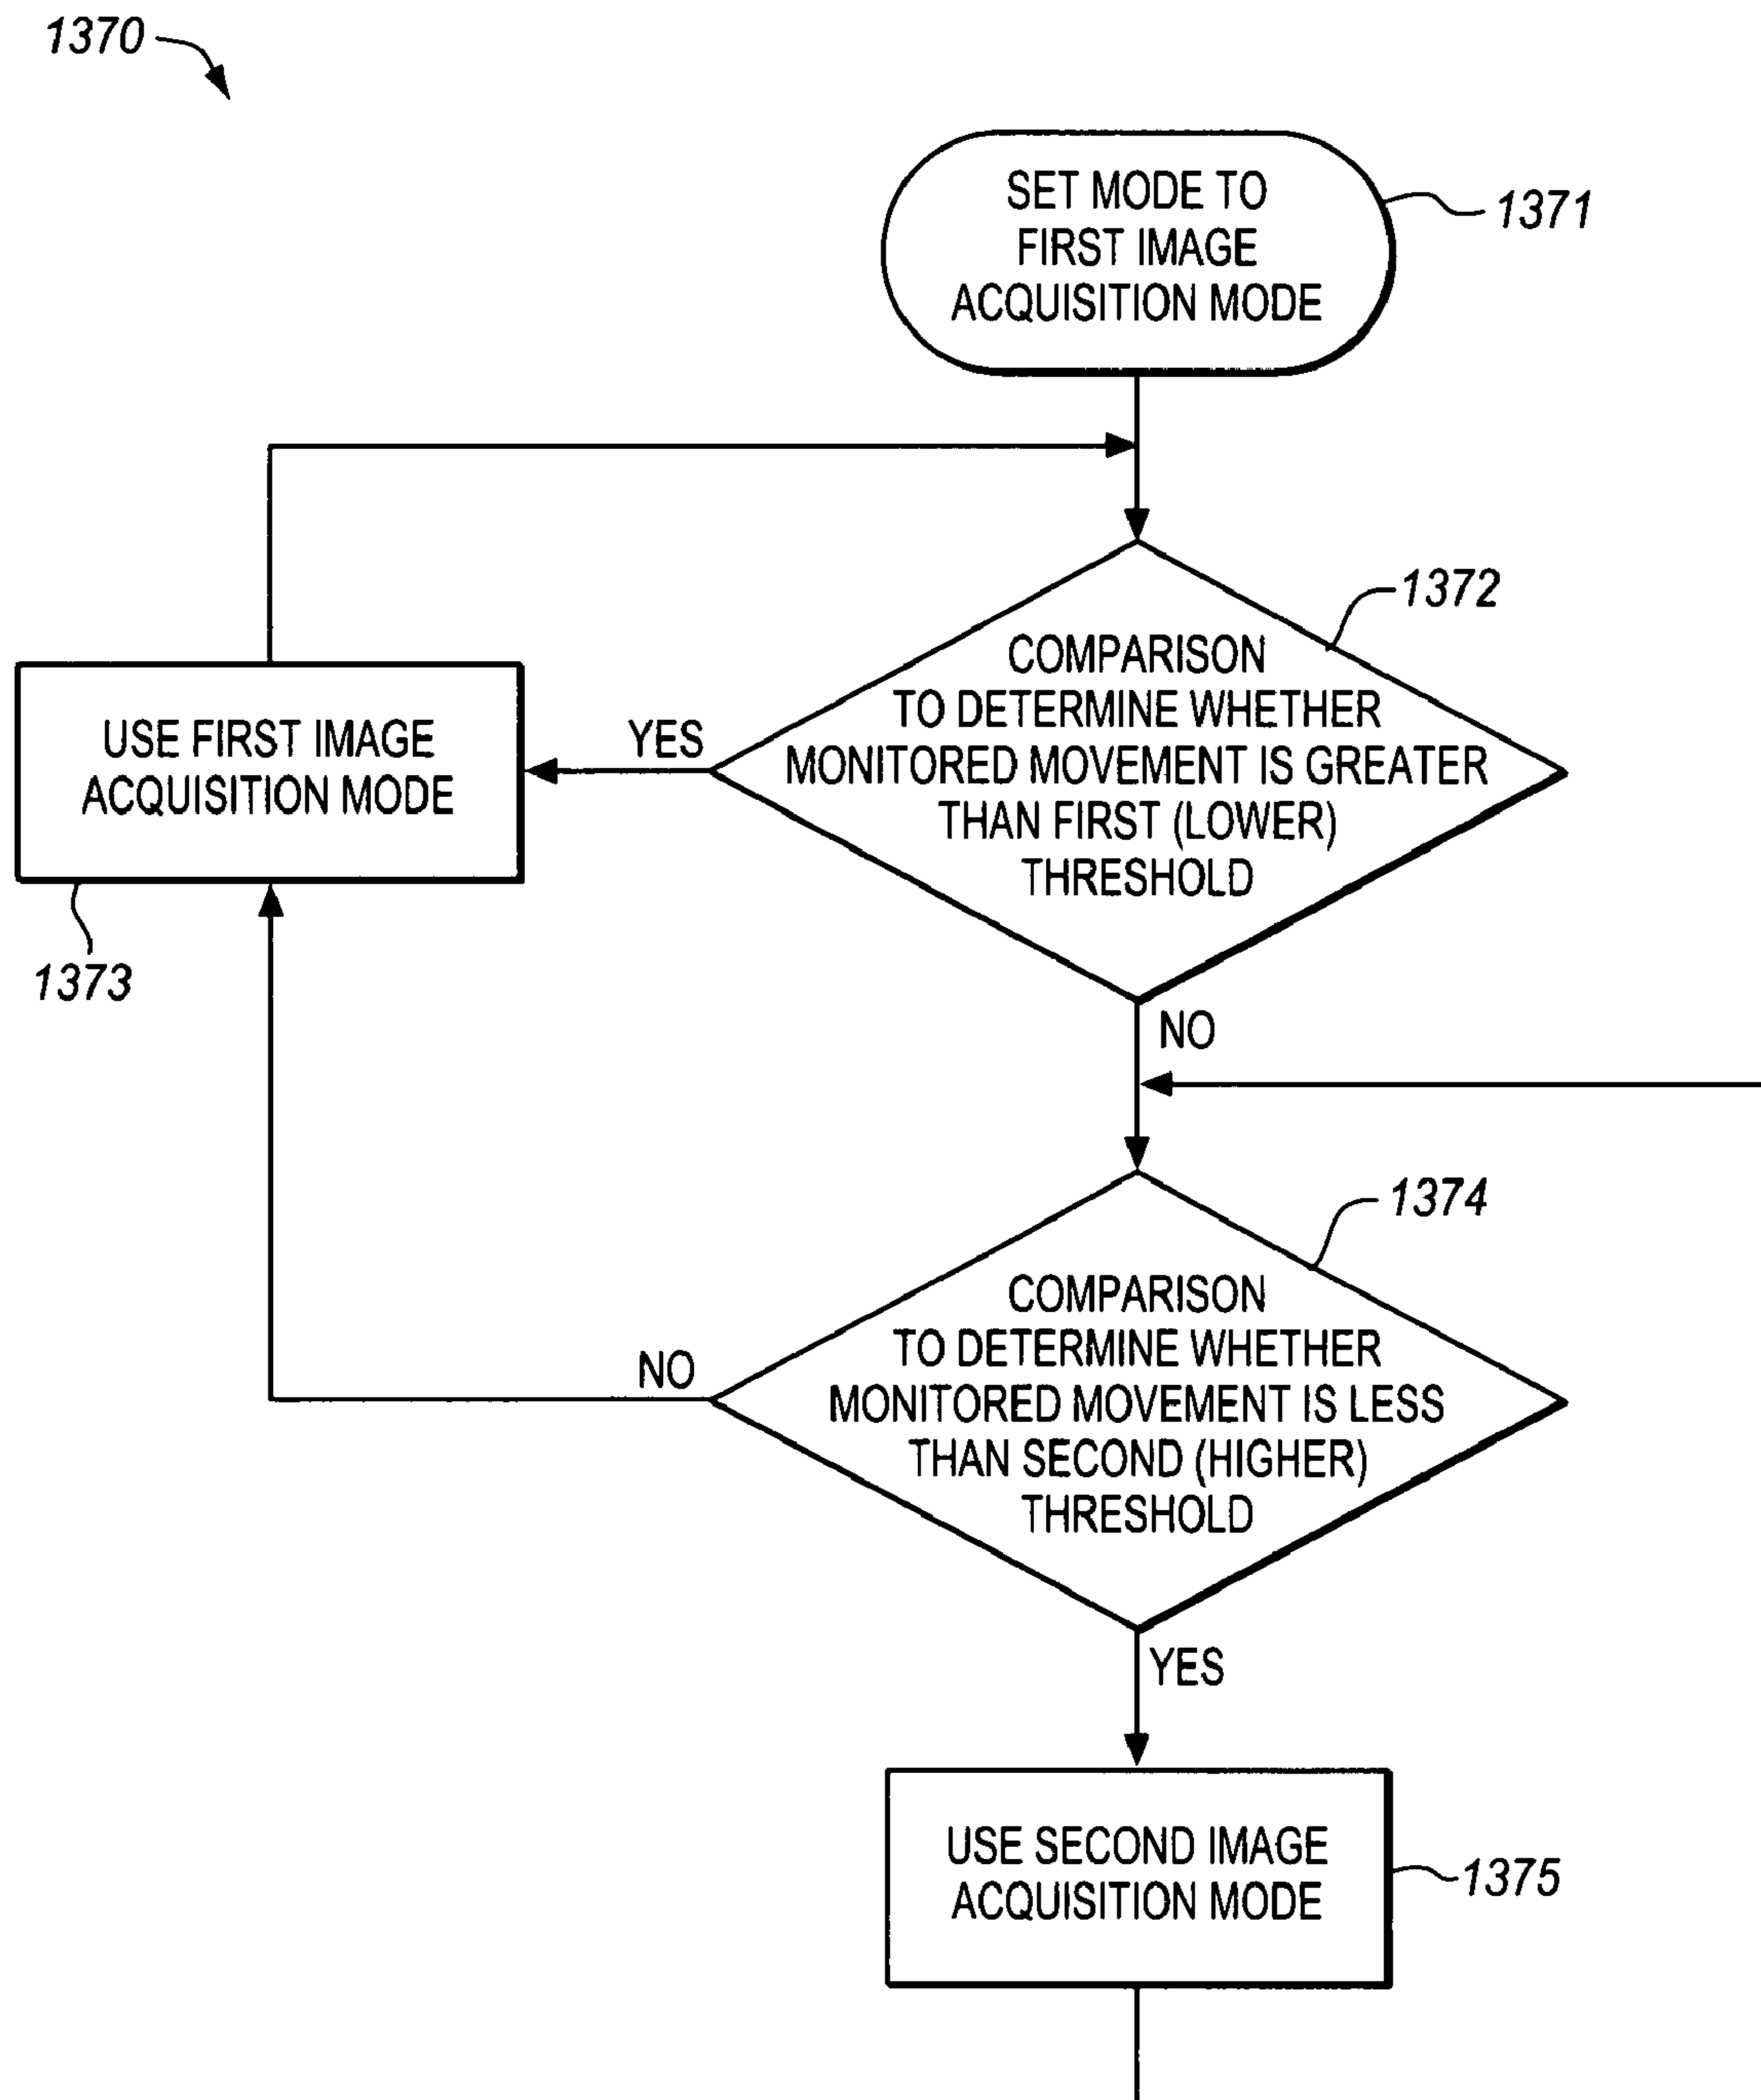 1370
SET MODE TO
FIRST IMAGE
ACQUISITION MODE
1371
1372
COMPARISON
TO DETERMINE WHETHER
MONITORED MOVEMENT IS GREATER
THAN FIRST (LOWER)
THRESHOLD
YES
USE FIRST IMAGE
ACQUISITION MODE
1373
NO
1374
COMPARISON
TO DETERMINE WHETHER
MONITORED MOVEMENT IS LESS
THAN SECOND (HIGHER)
THRESHOLD
NO
YES
USE SECOND IMAGE
ACQUISITION MODE
1375